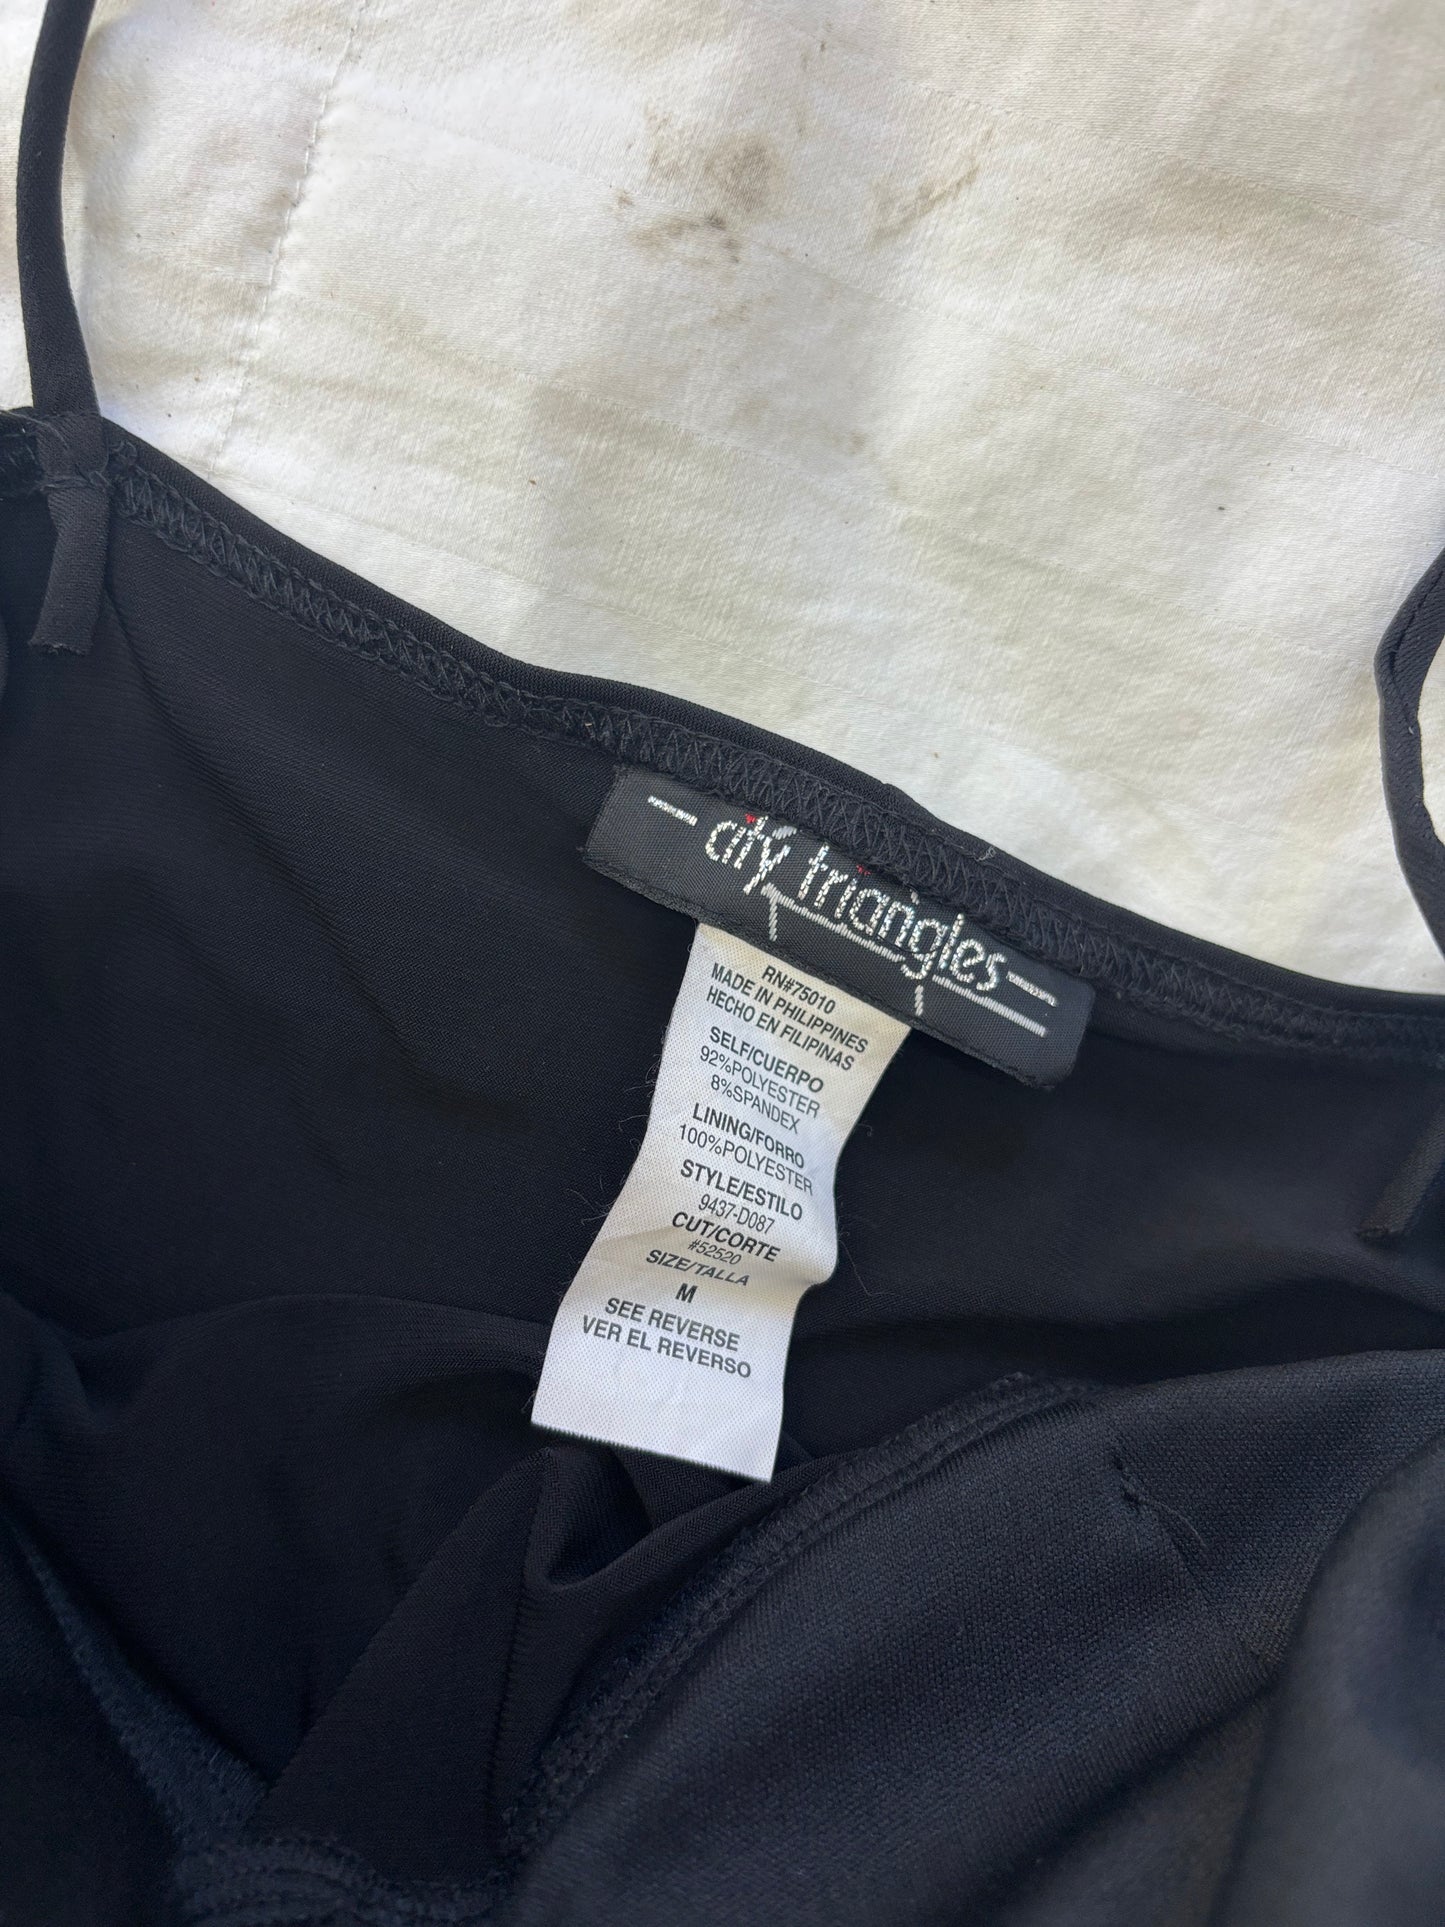 city triangles
RN#75010
MADE IN PHILIPPINES
HECHO EN FILIPINAS
SELF/CUERPO
92%POLYESTER
8%SPANDEX
LINING/FORRO
100%POLYESTER
STYLE/ESTILO
9437-D087
CUT/CORTE
#52520
SIZE/TALLA
M
SEE REVERSE
VER EL REVERSO